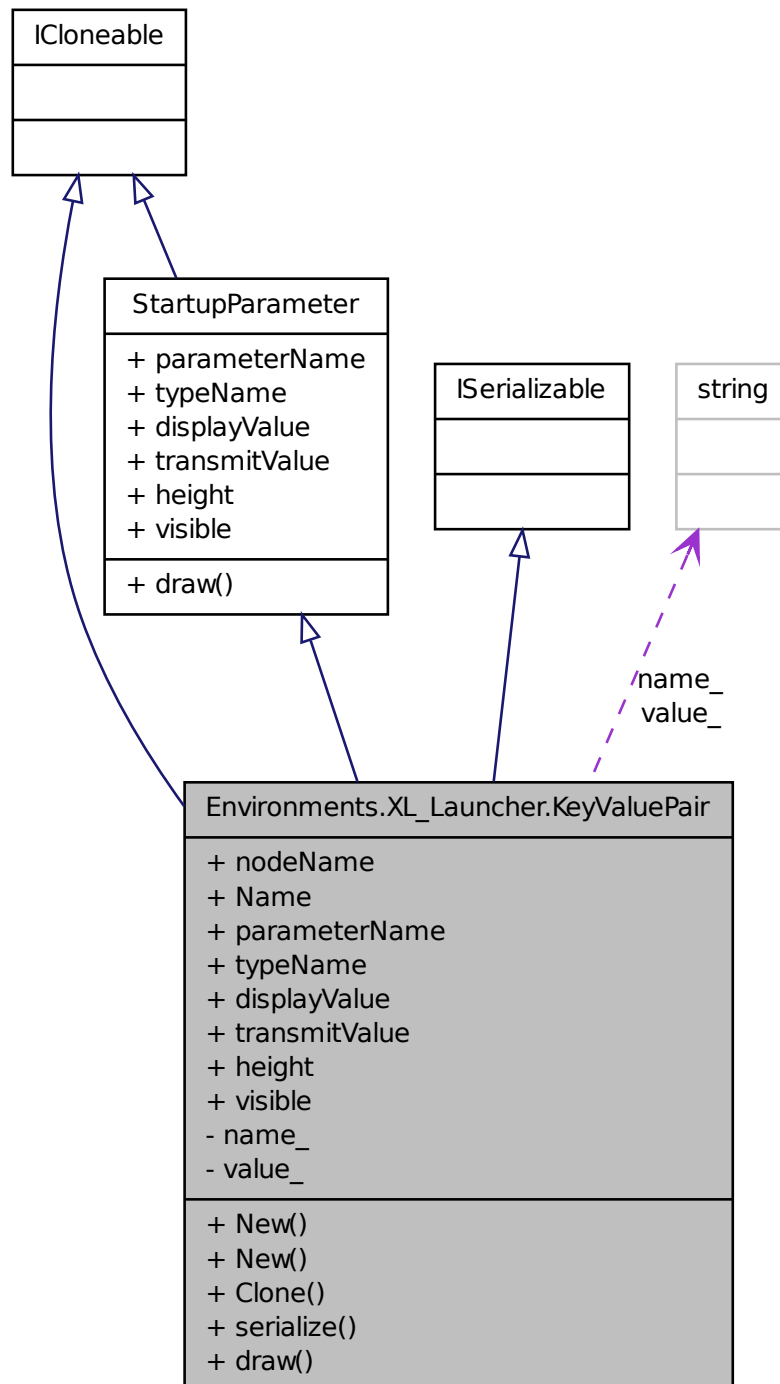 ICloneable
StartupParameter
+ parameterName
+ typeName
+ displayValue
+ transmitValue
+ height
+ visible
+ draw()
ISerializable
string
name_
value_
Environments.XL_Launcher.KeyValuePair
+ nodeName
+ Name
+ parameterName
+ typeName
+ displayValue
+ transmitValue
+ height
+ visible
- name_
- value_
+ New()
+ New()
+ Clone()
+ serialize()
+ draw()